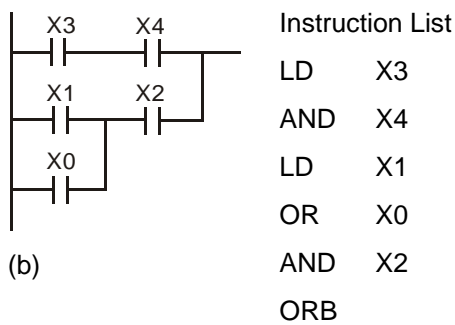 X3 X4
X1 X2
X0
(b)
Instruction List
LD X3
AND X4
LD X1
OR X0
AND X2
ORB